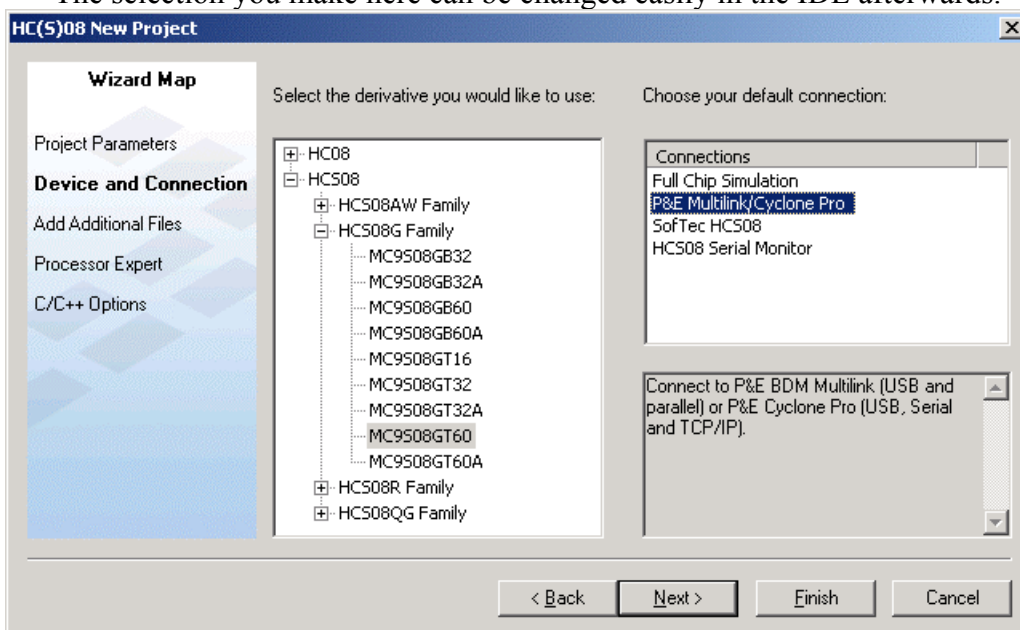 The selection you make here can be changed easily in the IDE afterwards.
HC(S)08 New Project
Wizard Map
Project Parameters
Device and Connection
Add Additional Files
Processor Expert
C/C++ Options
Select the derivative you would like to use:
HC08
HCS08
HCS08AW Family
HCS08G Family
MC9S08GB32
MC9S08GB32A
MC9S08GB60
MC9S08GB60A
MC9S08GT16
MC9S08GT32
MC9S08GT32A
MC9S08GT60
MC9S08GT60A
HCS08R Family
HCS08QG Family
Choose your default connection:
Connections
Full Chip Simulation
P&E Multilink/Cyclone Pro
SofTec HCS08
HCS08 Serial Monitor
Connect to P&E BDM Multilink (USB and
parallel) or P&E Cyclone Pro (USB, Serial
and TCP/IP).
< Back
Next >
Finish
Cancel